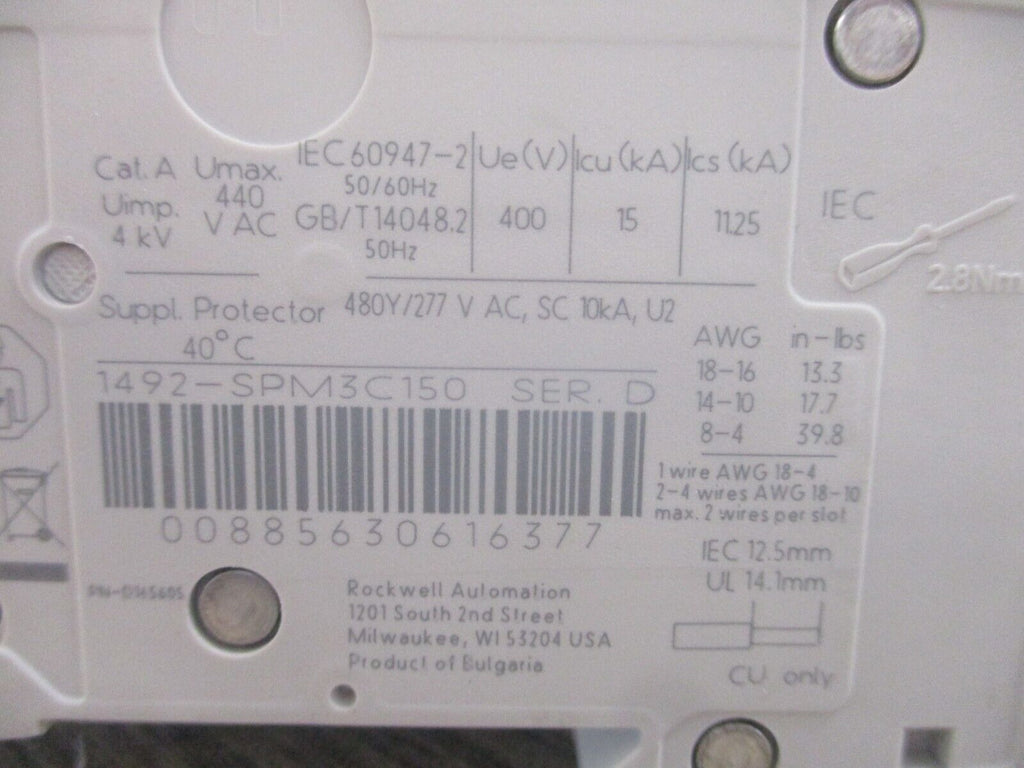 Cat. A Umax. 440 V AC
Uimp. 4 kV
IEC60947-2 50/60Hz
GB/T14048.2 50Hz
Ue(V) Icu(kA) Ics(kA)
400 15 11.25
IEC
2.8Nm
Suppl. Protector 480Y/277 V AC, SC 10kA, U2
40°C
1492-SPM3C150 SER. D
0088563061637​7
AWG in-lbs
18-16 13.3
14-10 17.7
8-4 39.8
1 wire AWG 18-4
2-4 wires AWG 18-10
max. 2 wires per slot
IEC 12.5mm
UL 14.1mm
CU only
Rockwell Automation
1201 South 2nd Street
Milwaukee, WI 53204 USA
Product of Bulgaria